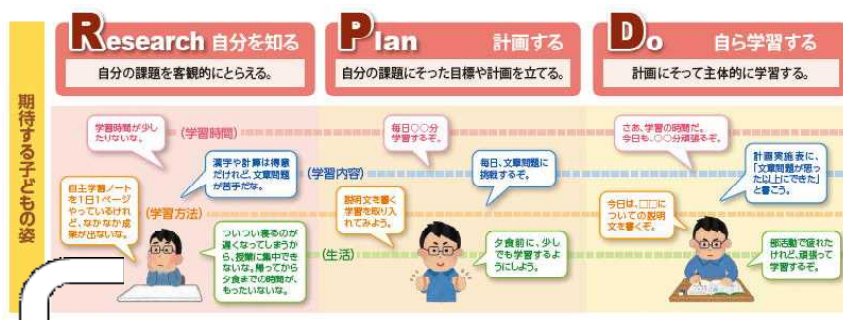 Research 自分を知る
自分の課題を客観的にとらえる。
Plan 計画する
自分の課題にそった目標や計画を立てる。
Do 自ら学習する
計画にそって主体的に学習する。
期待する子どもの姿
学習時間が少し
たりないな。
(学習時間)
毎日○○分
学習するぞ。
さあ、学習の時間だ。
今日も、○○分頑張るぞ。
漢字や計算は得意
だけれど、文章問題
が苦手だな。
(学習内容)
毎日、文章問題に
挑戦するぞ。
計画実施表に、
「文章問題が思っ
た以上にできた」
と書こう。
自主学習ノート
を1日1ページ
やっているけれ
ど、なかなか成
果が出ないな。
(学習方法)
説明文を書く
学習を取り入
れてみよう。
今日は、□□に
ついての説明
文を書くぞ。
ついつい寝るのが
遅くなってしまうか
ら、授業に集中でき
ないな。帰ってから
夕食までの時間が、
もったいないな。
(生活)
夕食前に、少し
でも学習するよ
うにしよう。
部活動で疲れた
けれど、頑張って
学習するぞ。